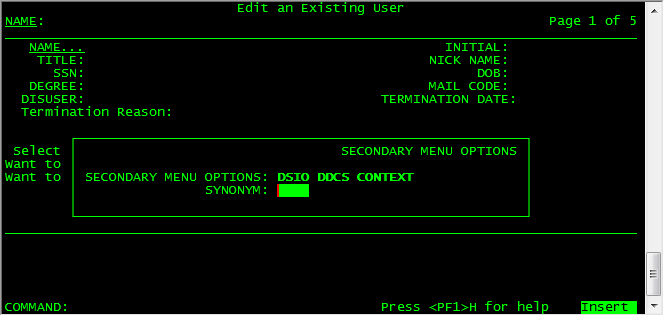 Edit an Existing User
NAME: Page 1 of 5
NAME... INITIAL:
TITLE: NICK NAME:
SSN: DOB:
DEGREE: MAIL CODE:
DISUSER: TERMINATION DATE:
Termination Reason:
Select SECONDARY MENU OPTIONS
Want to
Want to SECONDARY MENU OPTIONS: DSIO DDCS CONTEXT
SYNONYM:
COMMAND: Press <PF1>H for help Insert